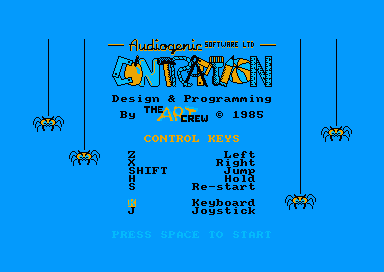 Audiogenic SOFTWARE LTD
CONTRAPTION
Design & Programming
By THE ART CREW © 1985
CONTROL KEYS
Z Left
X Right
SHIFT Jump
H Hold
S Re-start
K Keyboard
J Joystick
PRESS SPACE TO START